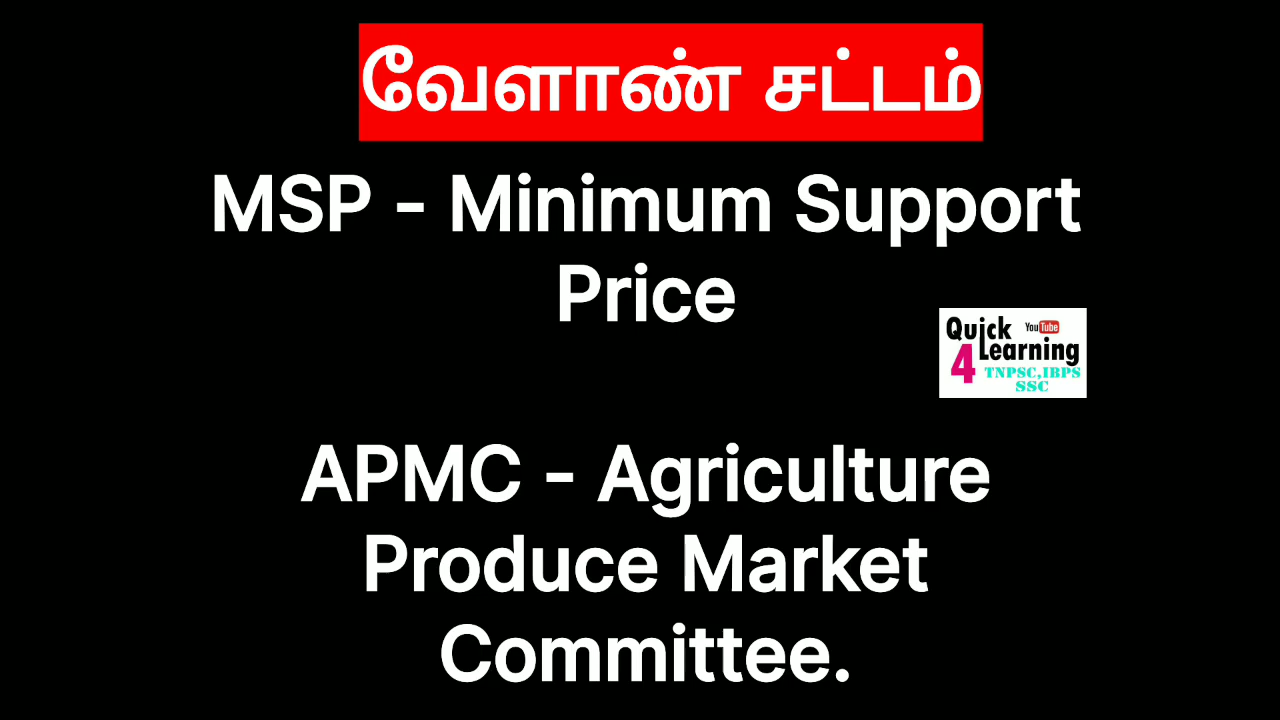 வேளாண் சட்டம்
MSP - Minimum Support
Price
Quick YouTube
4 Learning
TNPSC,IBPS
SSC
APMC - Agriculture
Produce Market
Committee.